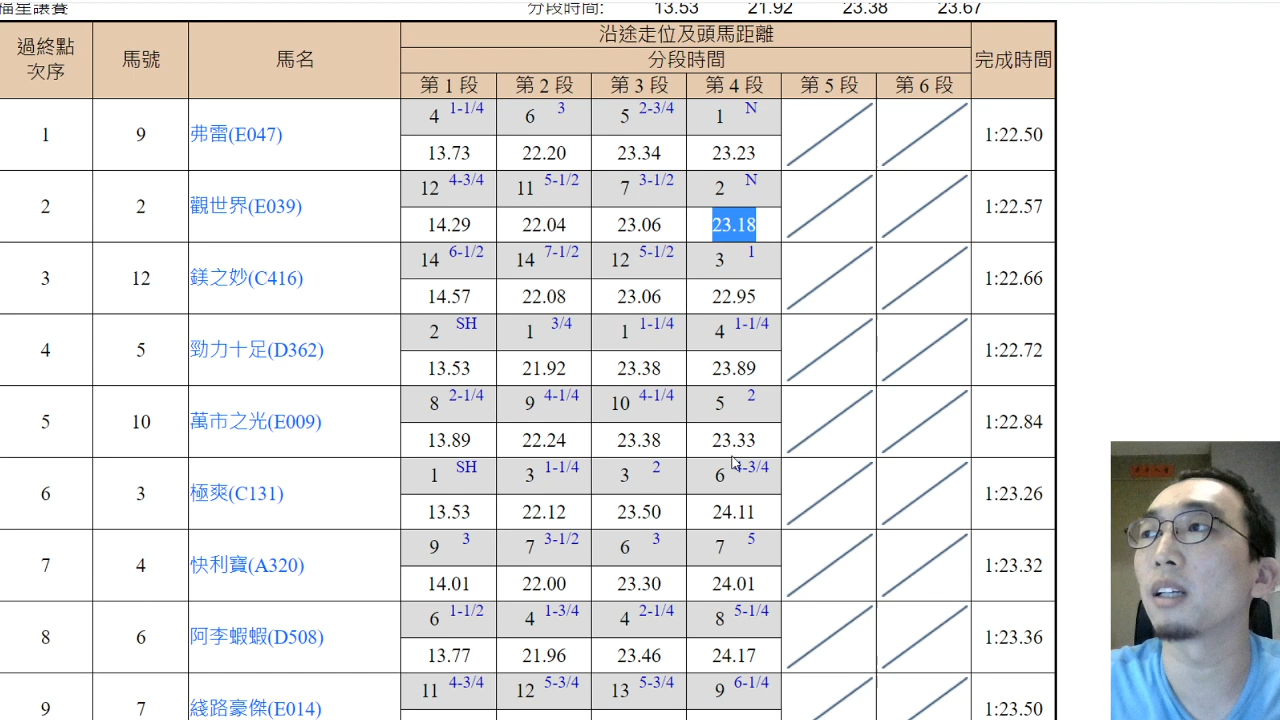 福星讓賽 分段時間: 13.53 21.92 23.38 23.67
過終點次序 馬號 馬名 沿途走位及頭馬距離 完成時間
分段時間
第 1 段 第 2 段 第 3 段 第 4 段 第 5 段 第 6 段
1 9 弗雷(E047) 4 1-1/4 6 3 5 2-3/4 1 N 1:22.50
13.73 22.20 23.34 23.23
2 2 觀世界(E039) 12 4-3/4 11 5-1/2 7 3-1/2 2 N 1:22.57
14.29 22.04 23.06 23.18
3 12 鎂之妙(C416) 14 6-1/2 14 7-1/2 12 5-1/2 3 1 1:22.66
14.57 22.08 23.06 22.95
4 5 勁力十足(D362) 2 SH 1 3/4 1 1-1/4 4 1-1/4 1:22.72
13.53 21.92 23.38 23.89
5 10 萬市之光(E009) 8 2-1/4 9 4-1/4 10 4-1/4 5 2 1:22.84
13.89 22.24 23.38 23.33
6 3 極爽(C131) 1 SH 3 1-1/4 3 2 6 4-3/4 1:23.26
13.53 22.12 23.50 24.11
7 4 快利寶(A320) 9 3 7 3-1/2 6 3 7 5 1:23.32
14.01 22.00 23.30 24.01
8 6 阿李蝦蝦(D508) 6 1-1/2 4 1-3/4 4 2-1/4 8 5-1/4 1:23.36
13.77 21.96 23.46 24.17
9 7 綫路豪傑(E014) 11 4-3/4 12 5-3/4 13 5-3/4 9 6-1/4 1:23.50